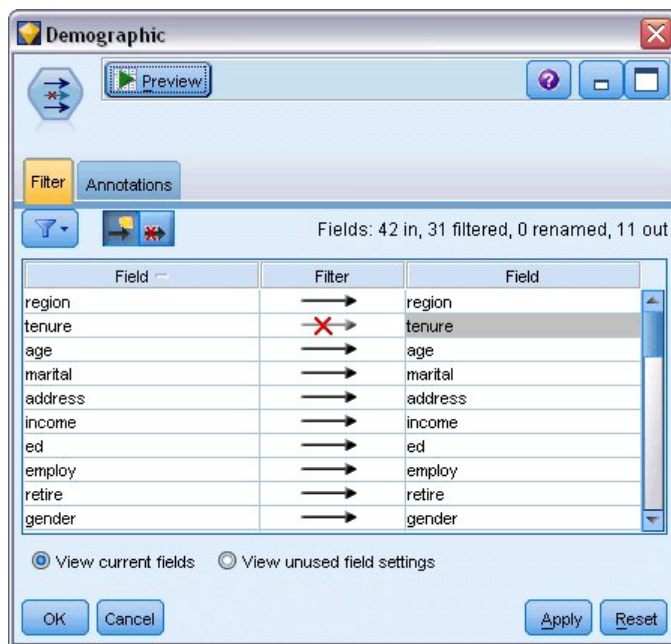 Demographic
Preview
Filter Annotations
Fields: 42 in, 31 filtered, 0 renamed, 11 out
Field Filter Field
region region
tenure tenure
age age
marital marital
address address
income income
ed ed
employ employ
retire retire
gender gender
View current fields View unused field settings
OK Cancel Apply Reset